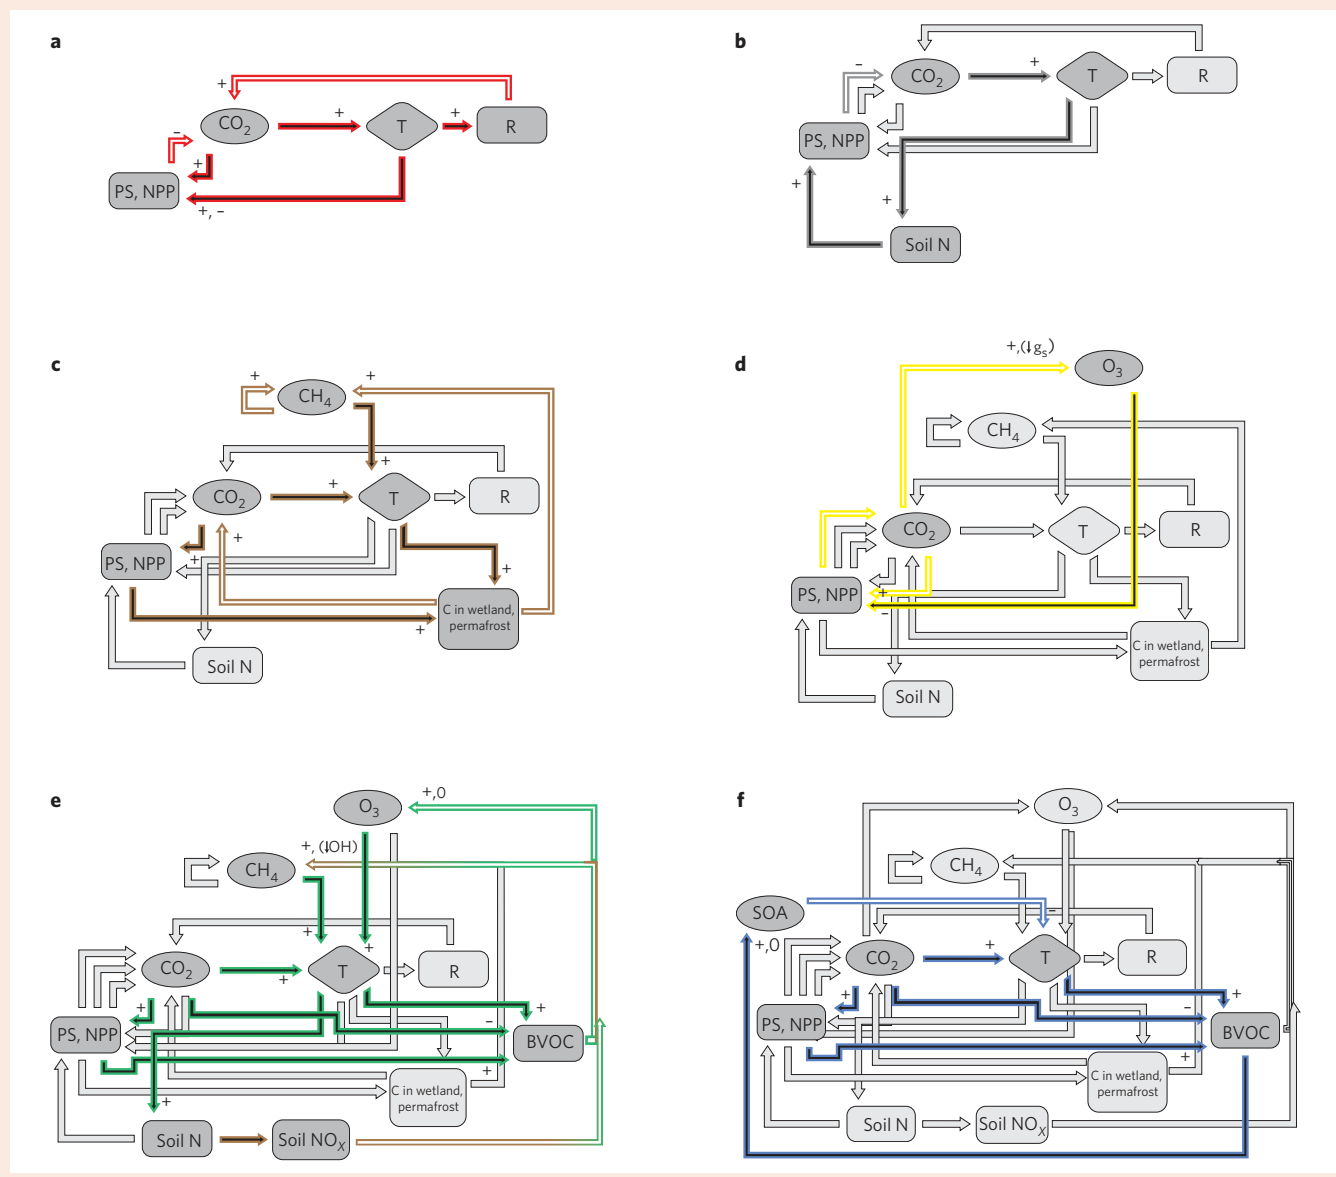 a
+
CO2
+
T
+
R
–
+
PS, NPP
+, –
b
–
CO2
+
T
R
PS, NPP
+
+
Soil N
c
+
CH4
+
+
CO2
+
T
R
+
PS, NPP
+
+
C in wetland,
permafrost
+
Soil N
d
+,(↓gs)
O3
CH4
CO2
T
R
PS, NPP
+
–
C in wetland,
permafrost
Soil N
e
O3
+,0
+, (↓OH)
CH4
+
+
CO2
+
T
R
+
+
PS, NPP
–
BVOC
+
C in wetland,
permafrost
+
Soil N
Soil NOX
f
O3
CH4
SOA
–
+,0
CO2
+
T
R
+
+
PS, NPP
–
BVOC
+
C in wetland,
permafrost
Soil N
Soil NOX